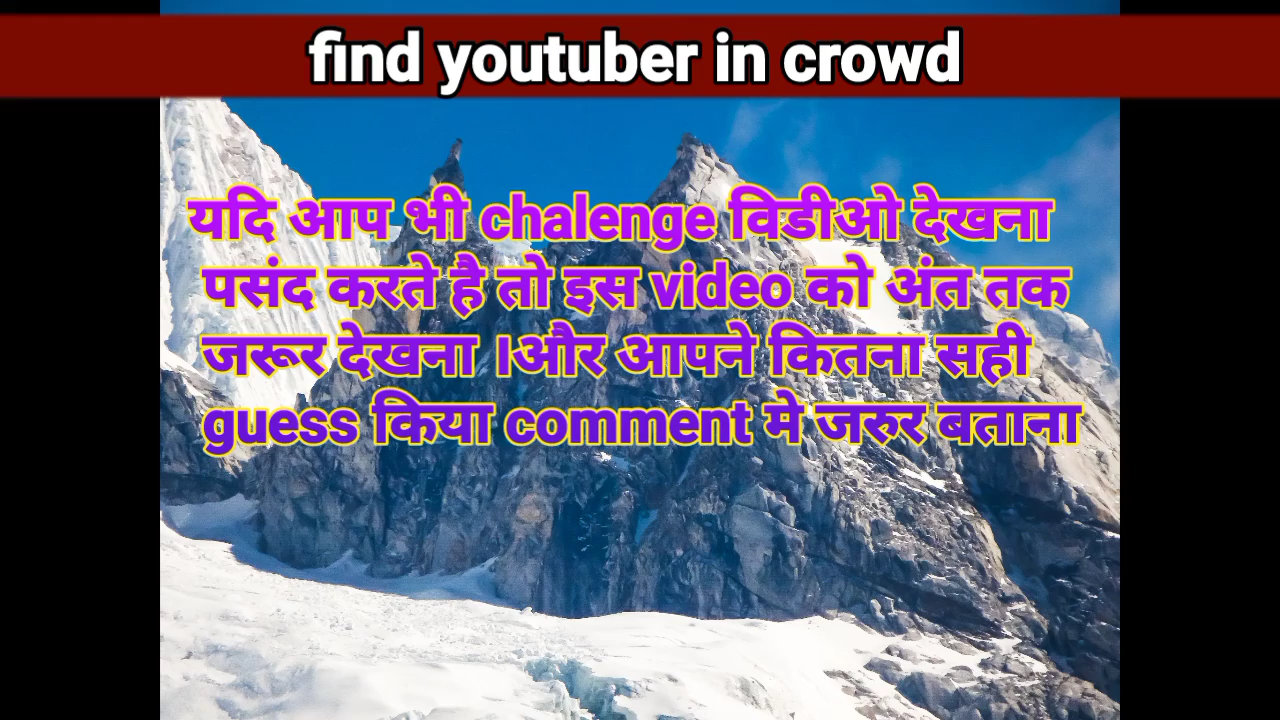 find youtuber in crowd
यदि आप भी chalenge विडीओ देखना
पसंद करते है तो इस video को अंत तक
जरूर देखना ।और आपने कितना सही
guess किया comment मे जरुर बताना